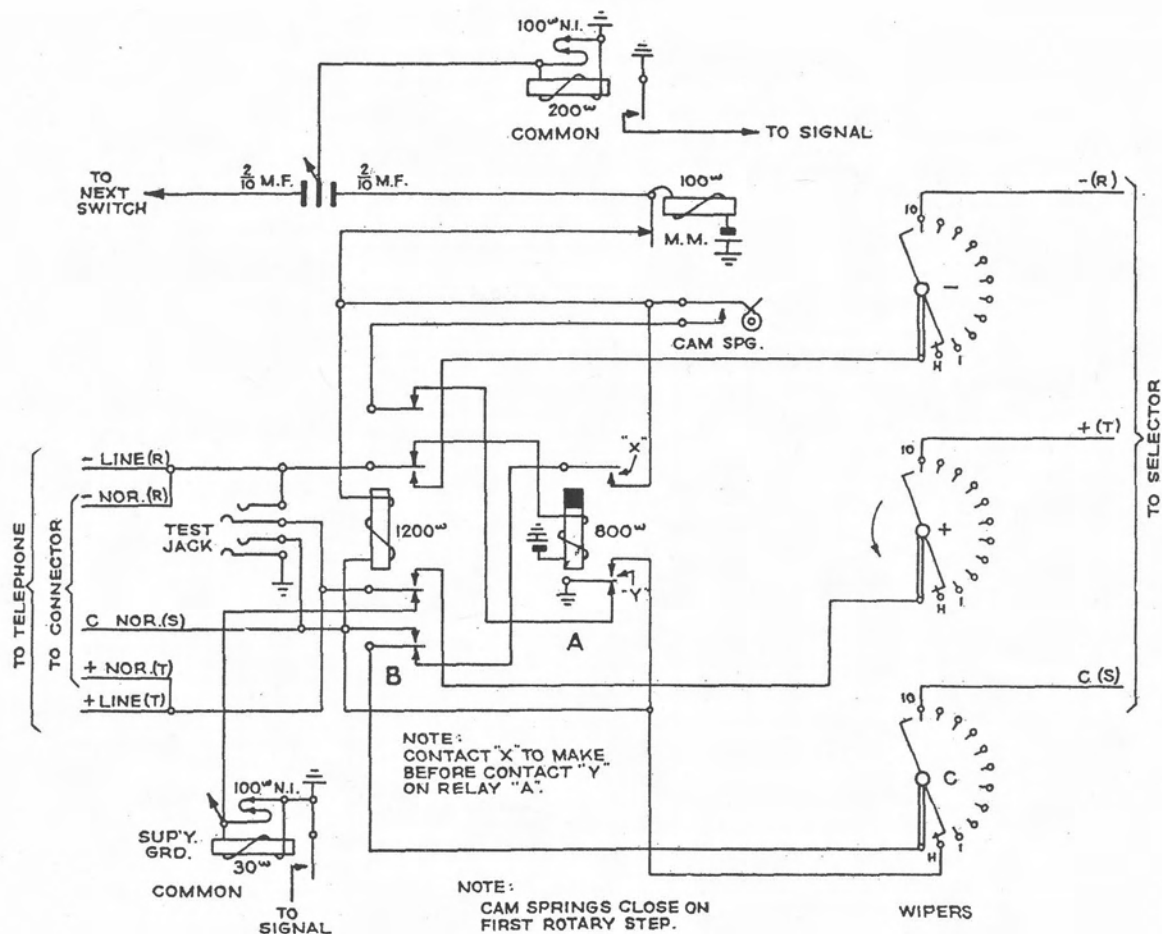 100ω N.I.
200ω
COMMON
TO SIGNAL
TO
NEXT
SWITCH
2/10 M.F.
2/10 M.F.
100ω
M.M.
-(R)
10
-
H
1
CAM SPG.
"X"
- LINE (R)
- NOR. (R)
TEST
JACK
1200ω
800ω
"Y"
+(T)
10
+
H
1
TO TELEPHONE
TO CONNECTOR
TO SELECTOR
C NOR. (S)
+ NOR. (T)
+ LINE (T)
A
B
C (S)
10
C
H
1
NOTE:
CONTACT "X" TO MAKE
BEFORE CONTACT "Y"
ON RELAY "A".
100ω N.I.
SUP'Y.
GRD.
30ω
COMMON
TO
SIGNAL
NOTE:
CAM SPRINGS CLOSE ON
FIRST ROTARY STEP.
WIPERS